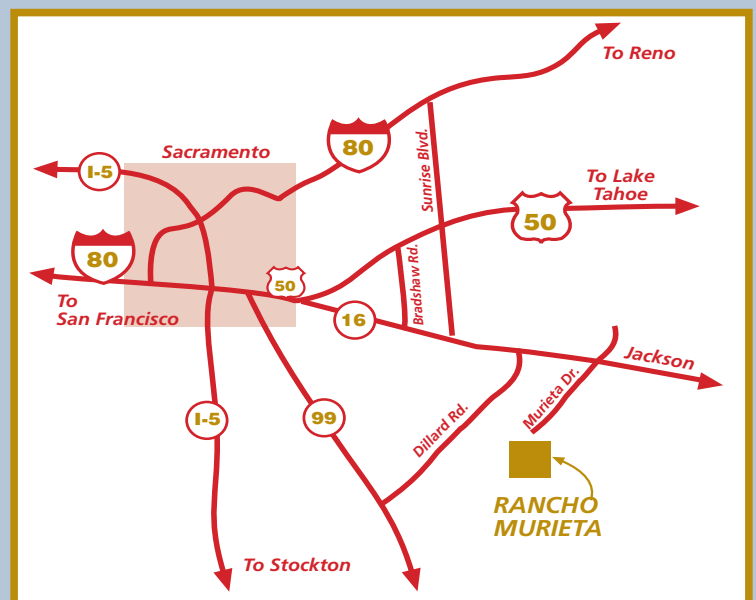 To Reno
80
Sacramento
I-5
Sunrise Blvd.
To Lake
Tahoe
50
80
Bradshaw Rd.
50
To
San Francisco
16
Jackson
Murieta Dr.
I-5
99
Dillard Rd.
RANCHO
MURIETA
To Stockton